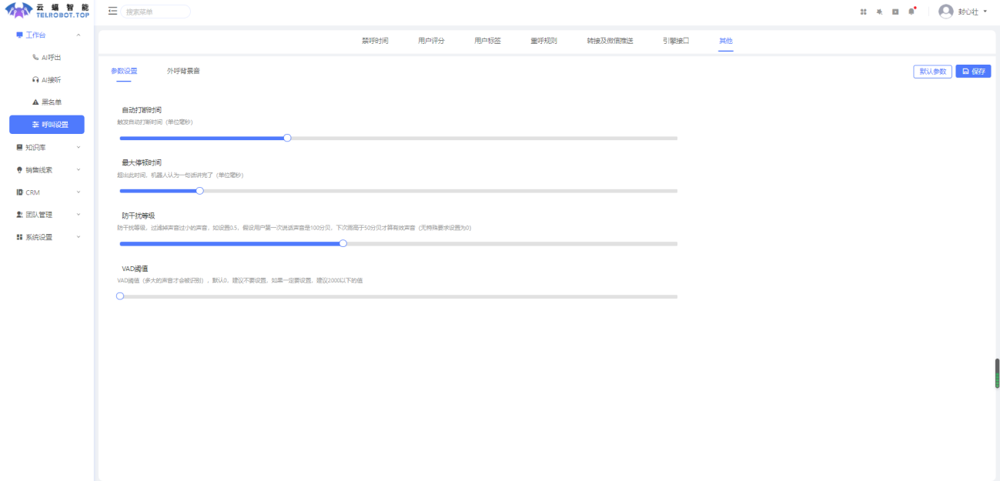 云蝠智能
TELROBOT.TOP
搜索菜单
封心壮
工作台
AI呼出
AI接听
黑名单
呼叫设置
知识库
销售线索
CRM
团队管理
系统设置
禁呼时间 用户评分 用户标签 重呼规则 转接及微信推送 引擎接口 其他
参数设置 外呼背景音 默认参数 保存
自动打断时间
触发自动打断时间（单位毫秒）
最大停顿时间
超出此时间，机器人认为一句话讲完了（单位毫秒）
防干扰等级
防干扰等级，过滤掉声音过小的声音，如设置0.5，假设用户第一次说话声音是100分贝，下次需高于50分贝才算有效声音（无特殊要求设置为0）
VAD阈值
VAD阈值（多大的声音才会被识别），默认0，建议不要设置，如果一定要设置，建议2000以下的值